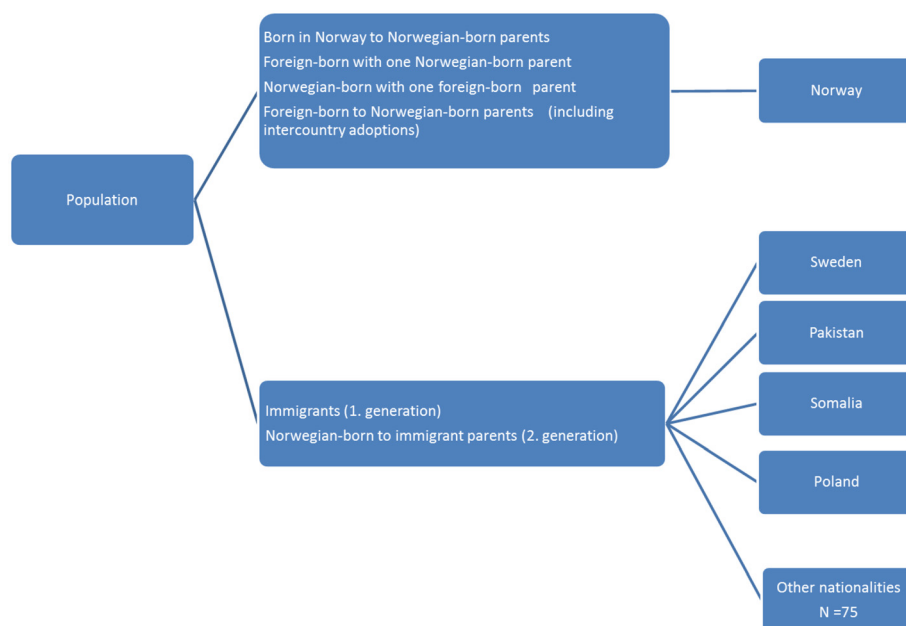 Born in Norway to Norwegian-born parents
Foreign-born with one Norwegian-born parent
Norwegian-born with one foreign-born parent
Foreign-born to Norwegian-born parents (including
intercountry adoptions)
Norway
Population
Sweden
Pakistan
Somalia
Immigrants (1. generation)
Norwegian-born to immigrant parents (2. generation)
Poland
Other nationalities
N =75